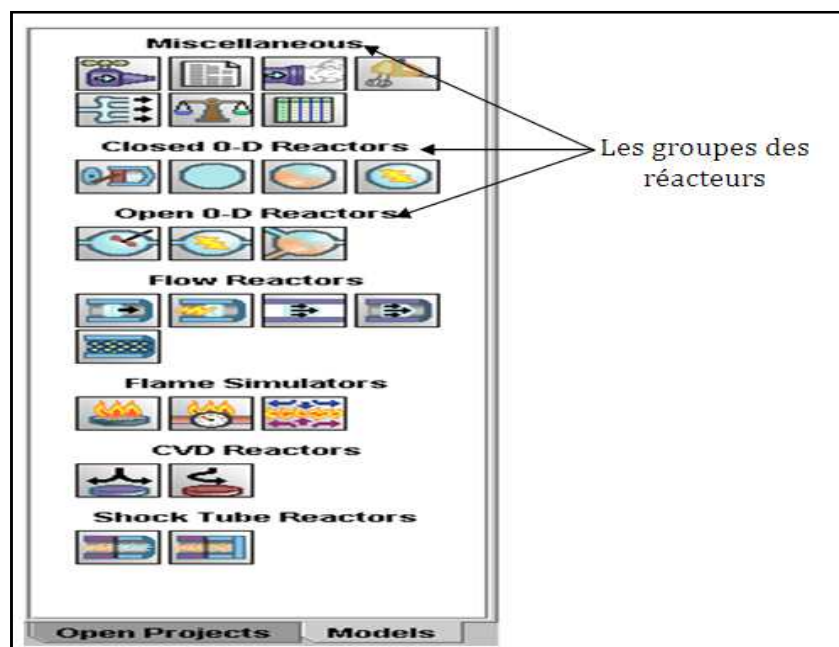 Miscellaneous
Closed 0-D Reactors
Les groupes des
réacteurs
Open 0-D Reactors
Flow Reactors
Flame Simulators
CVD Reactors
Shock Tube Reactors
Open Projects
Models